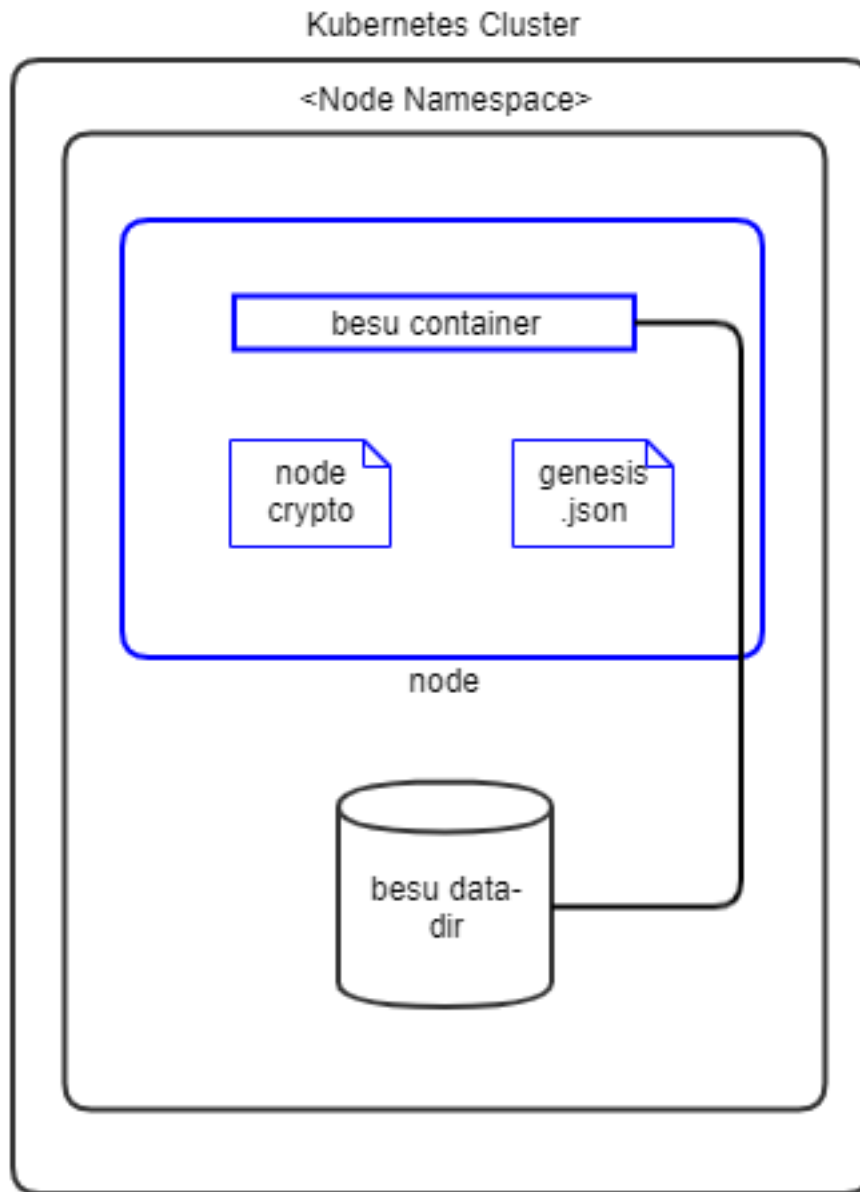 Kubernetes Cluster
<Node Namespace>
besu container
node
crypto
genesis
.json
node
besu data-
dir